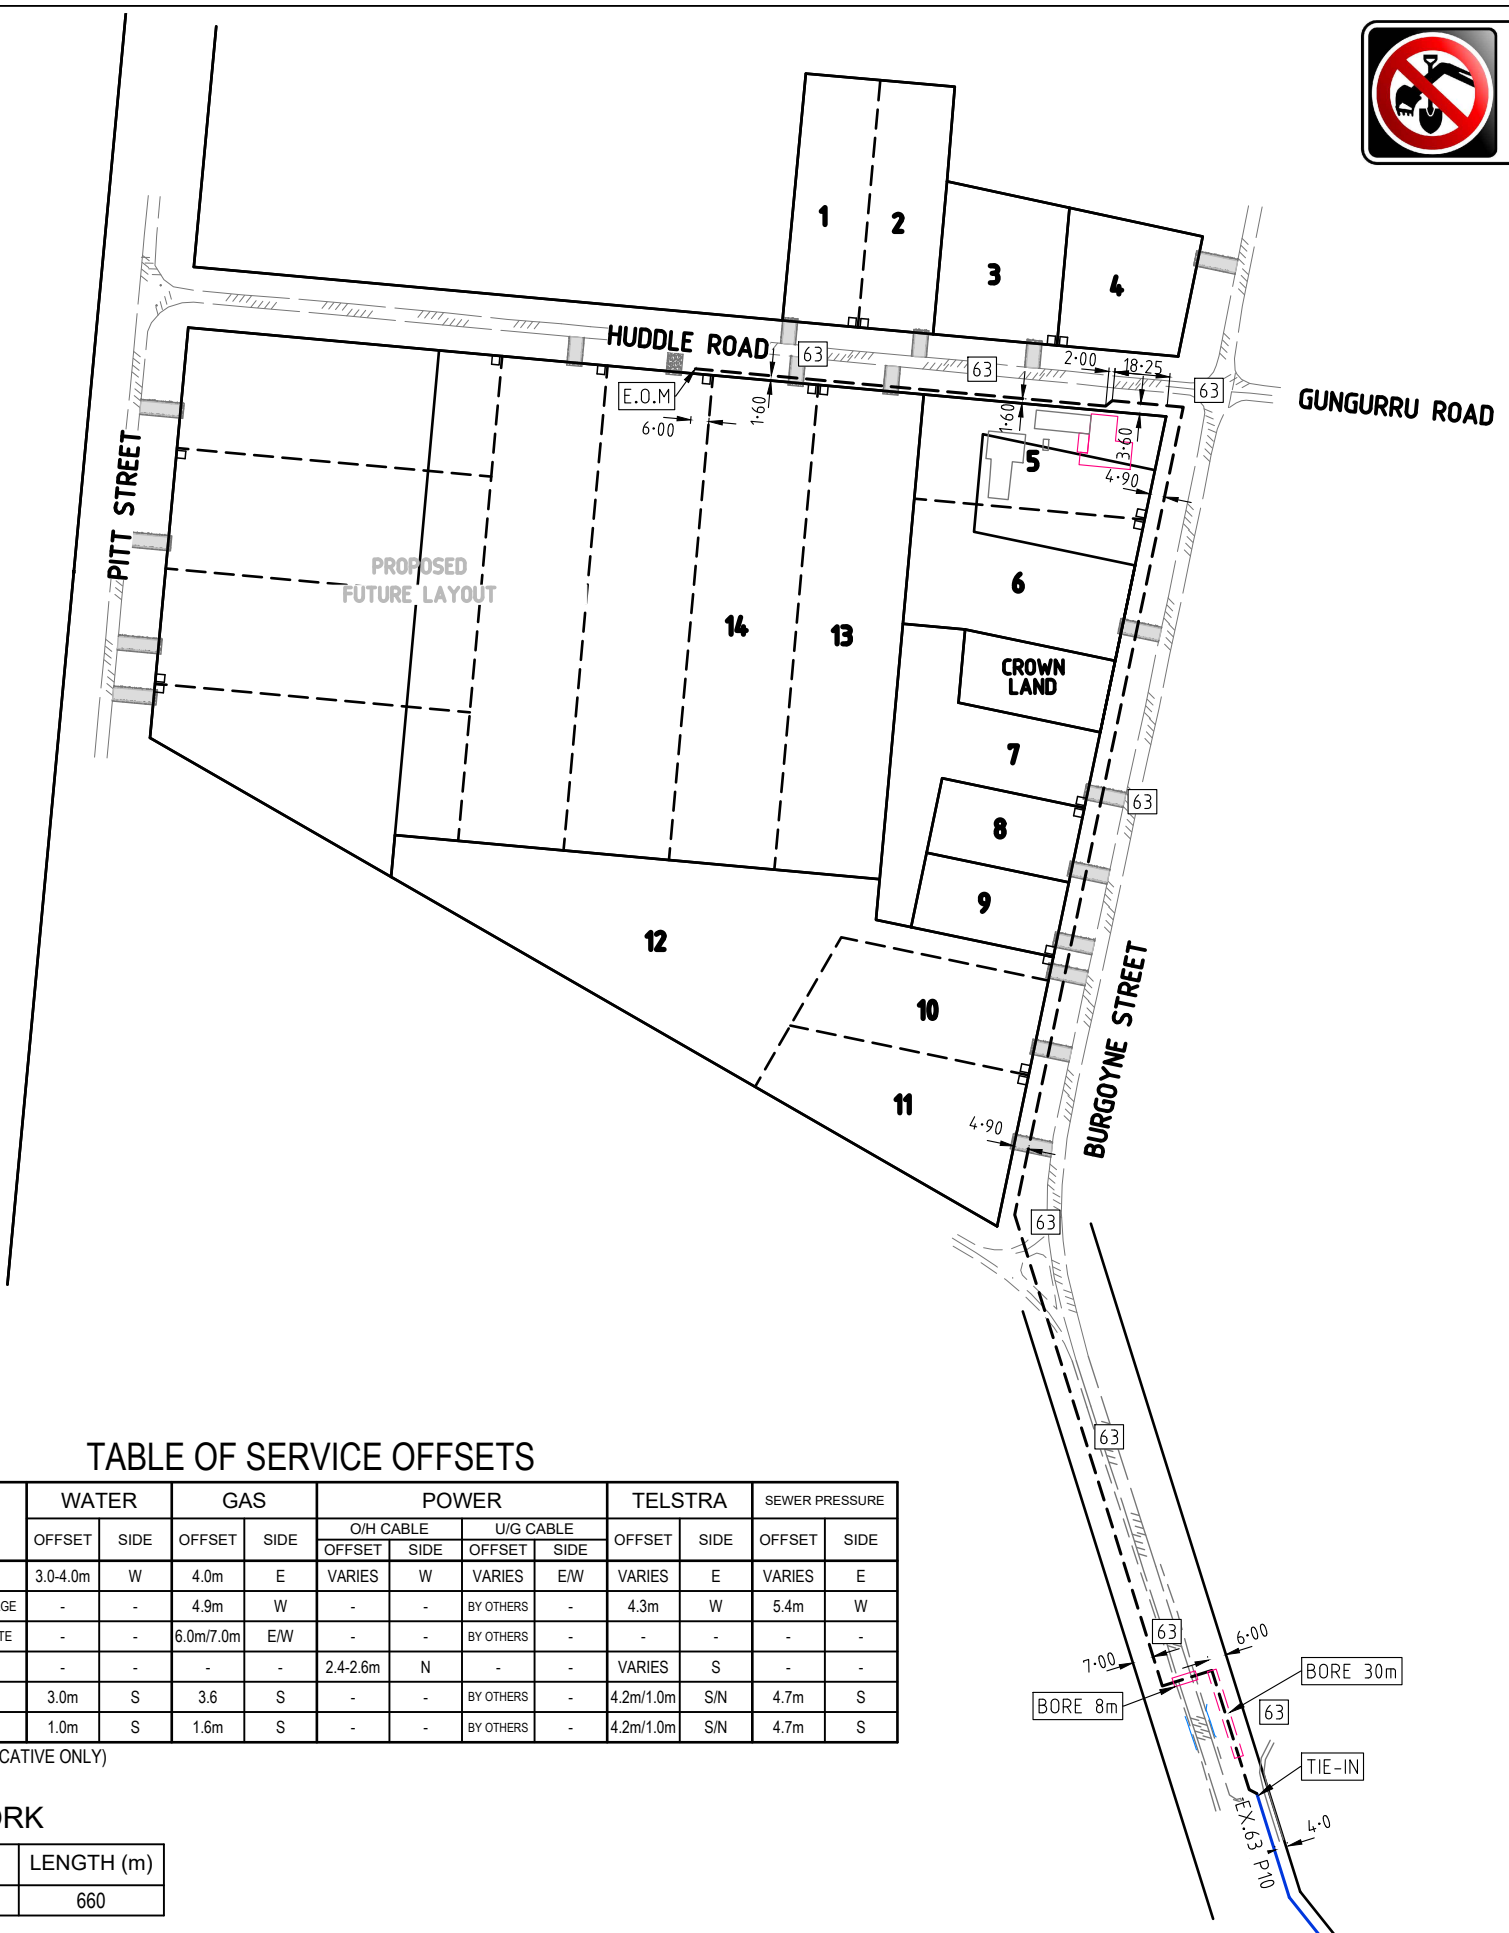 1
2
3
4
HUDDLE ROAD
63
63
2·00
18·25
63
GUNGURRU ROAD
E.O.M
6·00
1·60
1·60
3·60
5
4·90
PITT STREET
PROPOSED
FUTURE LAYOUT
6
14
13
CROWN
LAND
7
63
8
9
12
10
BURGOYNE STREET
11
4·90
63
63
TABLE OF SERVICE OFFSETS
WATER GAS POWER TELSTRA SEWER PRESSURE
OFFSET SIDE OFFSET SIDE O/H CABLE U/G CABLE OFFSET SIDE OFFSET SIDE
OFFSET SIDE OFFSET SIDE
3.0-4.0m W 4.0m E VARIES W VARIES E/W VARIES E VARIES E
GE - - 4.9m W - - BY OTHERS - 4.3m W 5.4m W
TE - - 6.0m/7.0m E/W - - BY OTHERS - - - - -
- - - - 2.4-2.6m N - - VARIES S - -
3.0m S 3.6 S - - BY OTHERS - 4.2m/1.0m S/N 4.7m S
1.0m S 1.6m S - - BY OTHERS - 4.2m/1.0m S/N 4.7m S
CATIVE ONLY)
63
7·00
6·00
BORE 30m
BORE 8m
63
TIE-IN
EX.63 P10
4·0
ORK
LENGTH (m)
660